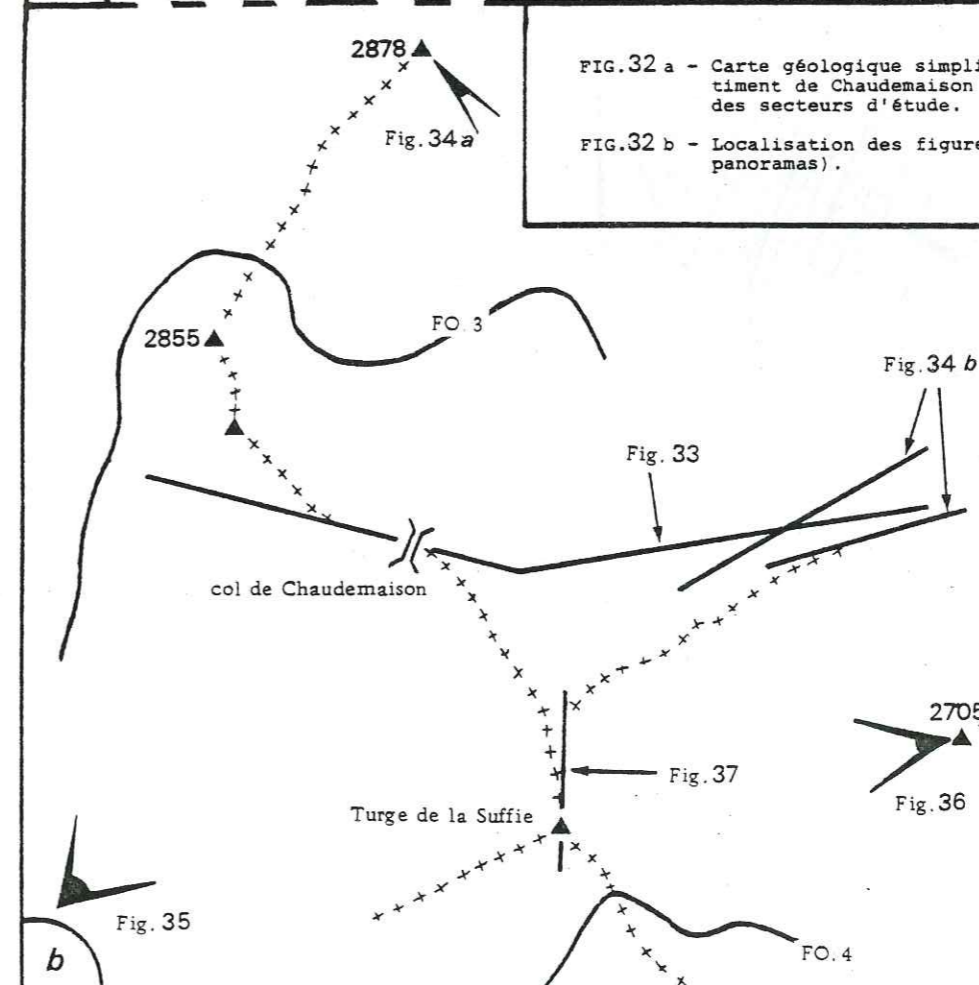 2878
Fig. 34 a
FIG.32 a - Carte géologique simpli
timent de Chaudemaison
des secteurs d'étude.
FIG.32 b - Localisation des figure
panoramas).
2855
FO. 3
Fig. 34 b
Fig. 33
col de Chaudemaison
2705
Fig. 37
Fig. 36
Turge de la Suffie
Fig. 35
FO. 4
b